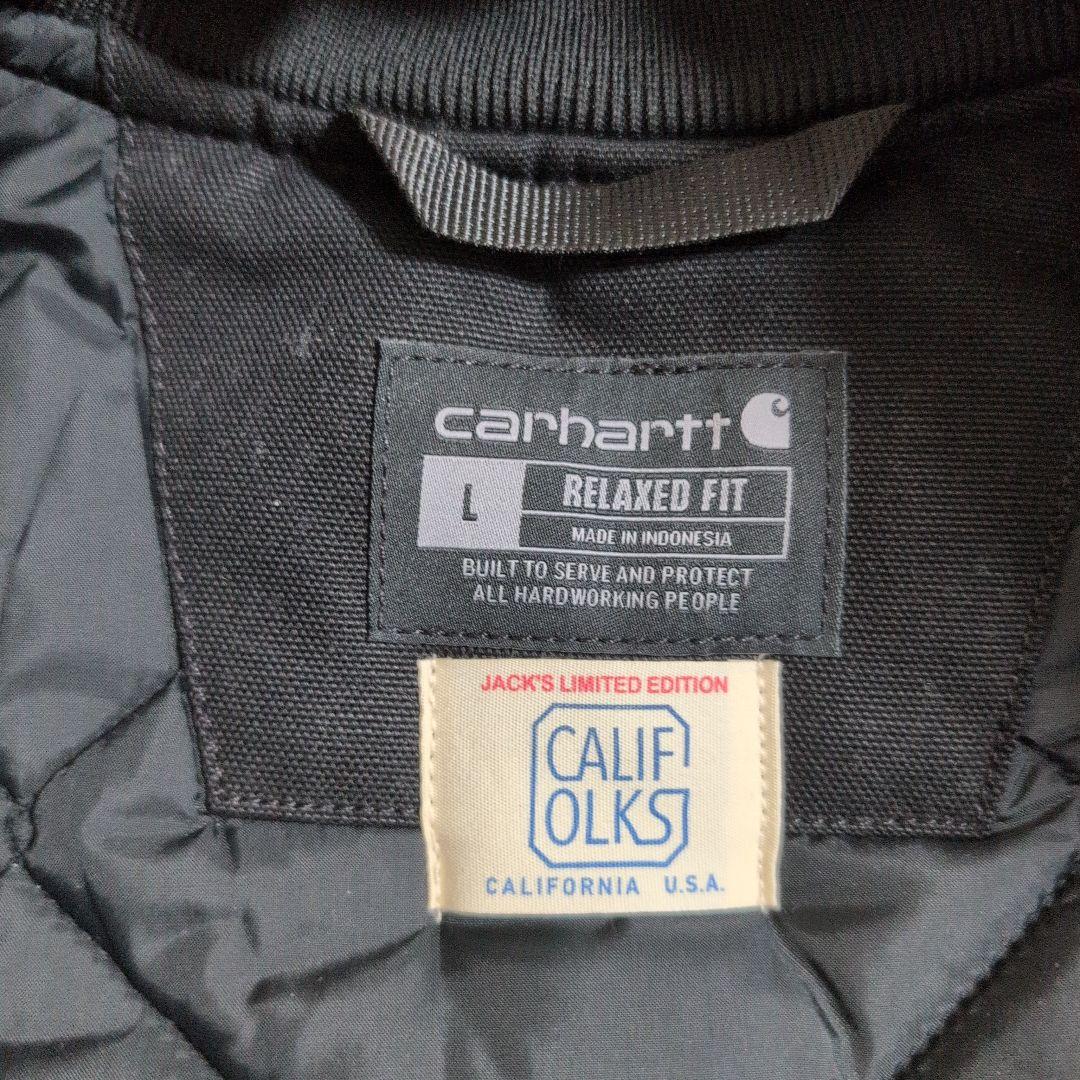 carhartt
L
RELAXED FIT
MADE IN INDONESIA
BUILT TO SERVE AND PROTECT
ALL HARDWORKING PEOPLE
JACK'S LIMITED EDITION
CALIF
OLKS
CALIFORNIA U.S.A.